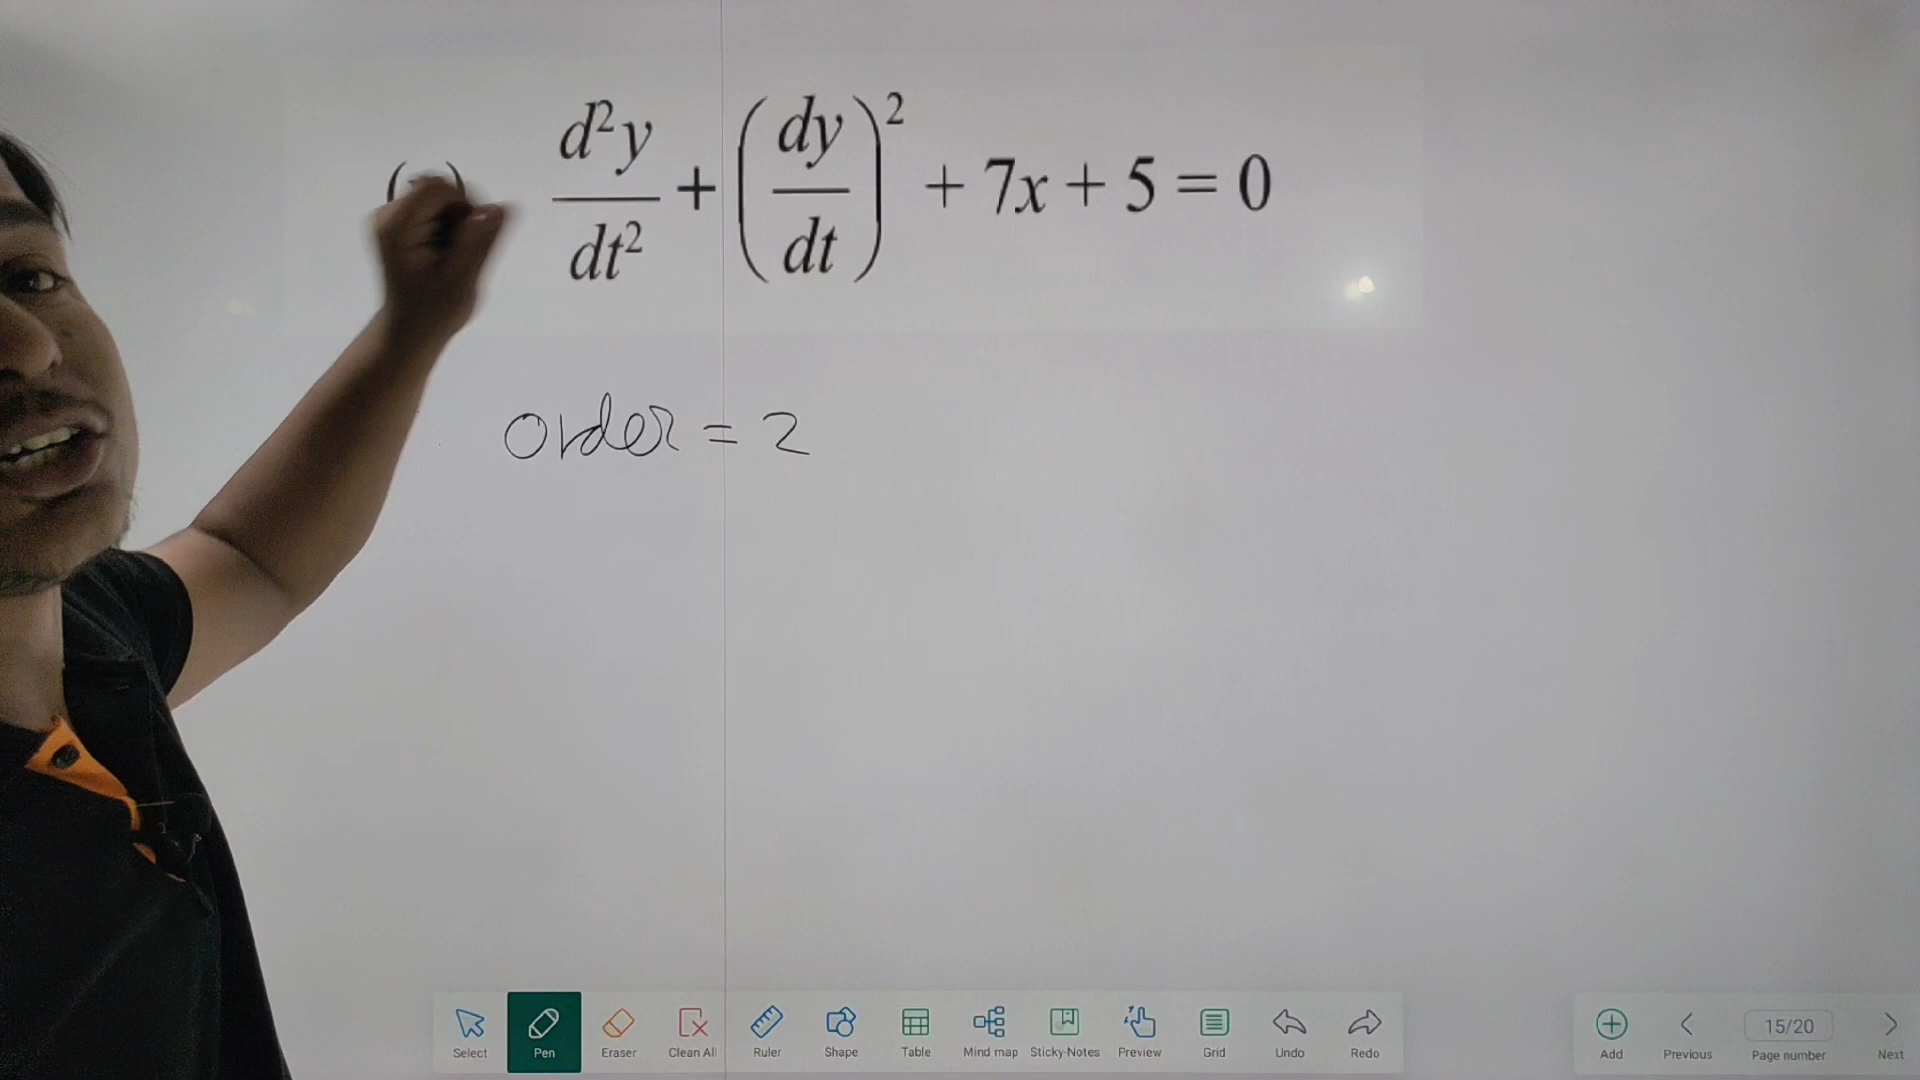 d²y/dt² + (dy/dt)² + 7x + 5 = 0
order = 2
Select Pen Eraser Clean All Ruler Shape Table Mind map Sticky-Notes Preview Grid Undo Redo Add Previous 15/20 Page number Next